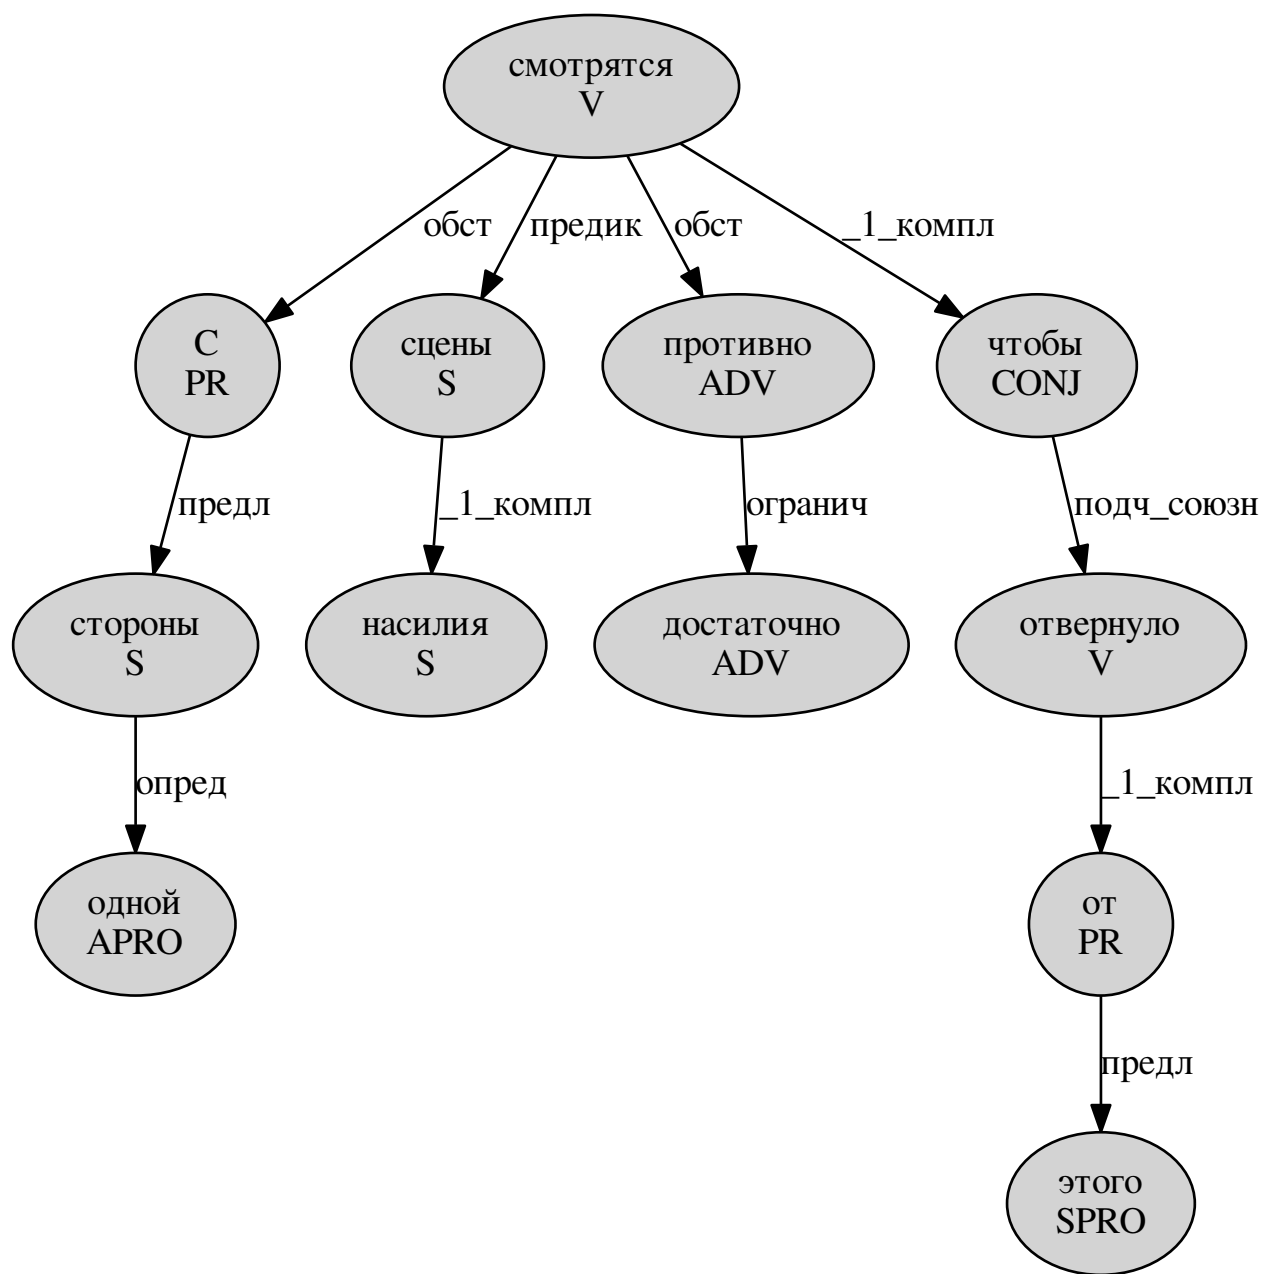 смотрятся
V
обст
предик
обст
_1_компл
С
PR
сцены
S
противно
ADV
чтобы
CONJ
предл
_1_компл
огранич
подч_союзн
стороны
S
насилия
S
достаточно
ADV
отвернуло
V
опред
_1_компл
одной
APRO
от
PR
предл
этого
SPRO